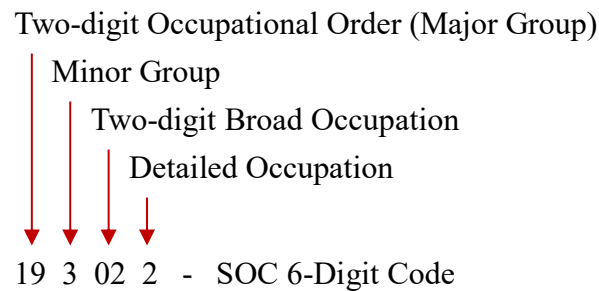 Two-digit Occupational Order (Major Group)
Minor Group
Two-digit Broad Occupation
Detailed Occupation
19 3 02 2 - SOC 6-Digit Code